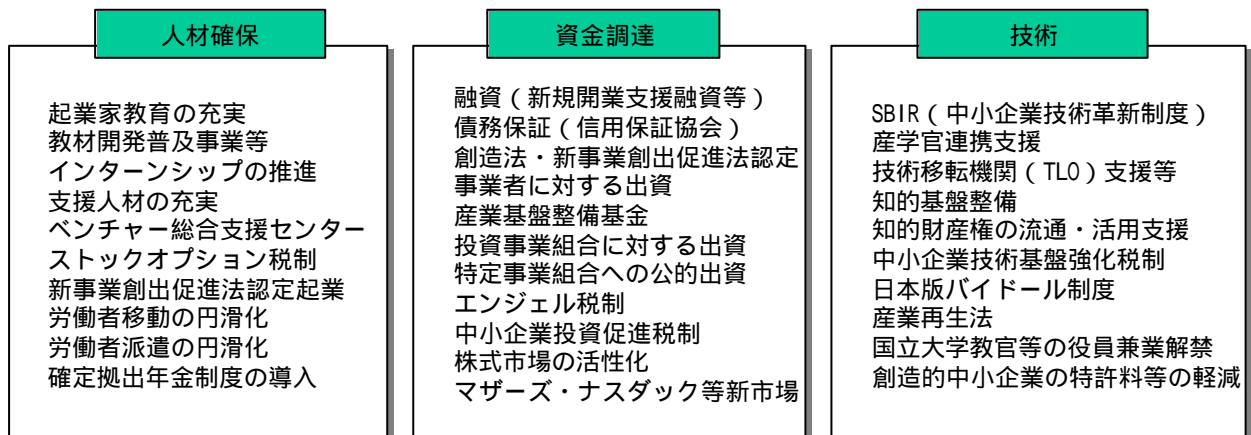 人材確保
起業家教育の充実
教材開発普及事業等
インターンシップの推進
支援人材の充実
ベンチャー総合支援センター
ストックオプション税制
新事業創出促進法認定起業
労働者移動の円滑化
労働者派遣の円滑化
確定拠出年金制度の導入
資金調達
融資（新規開業支援融資等）
債務保証（信用保証協会）
創造法・新事業創出促進法認定
事業者に対する出資
産業基盤整備基金
投資事業組合に対する出資
特定事業組合への公的出資
エンジェル税制
中小企業投資促進税制
株式市場の活性化
マザーズ・ナスダック等新市場
技術
SBIR（中小企業技術革新制度）
産学官連携支援
技術移転機関（TLO）支援等
知的基盤整備
知的財産権の流通・活用支援
中小企業技術基盤強化税制
日本版バイドール制度
産業再生法
国立大学教官等の役員兼業解禁
創造的中小企業の特許料等の軽減